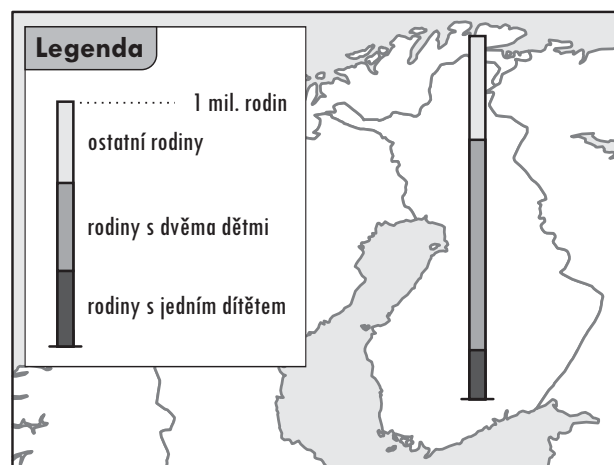 Legenda
1 mil. rodin
ostatní rodiny
rodiny s dvěma dětmi
rodiny s jedním dítětem